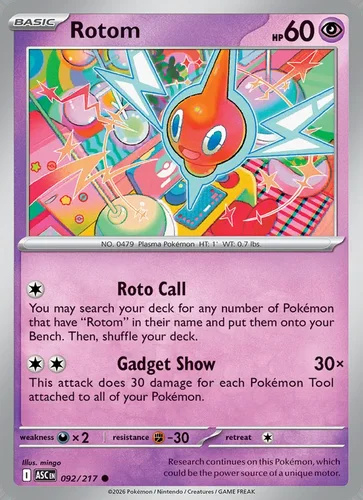 BASIC
Rotom
HP 60
NO. 0479 Plasma Pokémon HT: 1' WT: 0.7 lbs.
Roto Call
You may search your deck for any number of Pokémon
that have "Rotom" in their name and put them onto your
Bench. Then, shuffle your deck.
Gadget Show 30×
This attack does 30 damage for each Pokémon Tool
attached to all of your Pokémon.
weakness ×2 resistance -30 retreat
Illus. mingo
I ASC EN 092/217
Research continues on this Pokémon, which
could be the power source of a unique motor.
©2026 Pokémon / Nintendo / Creatures / GAME FREAK